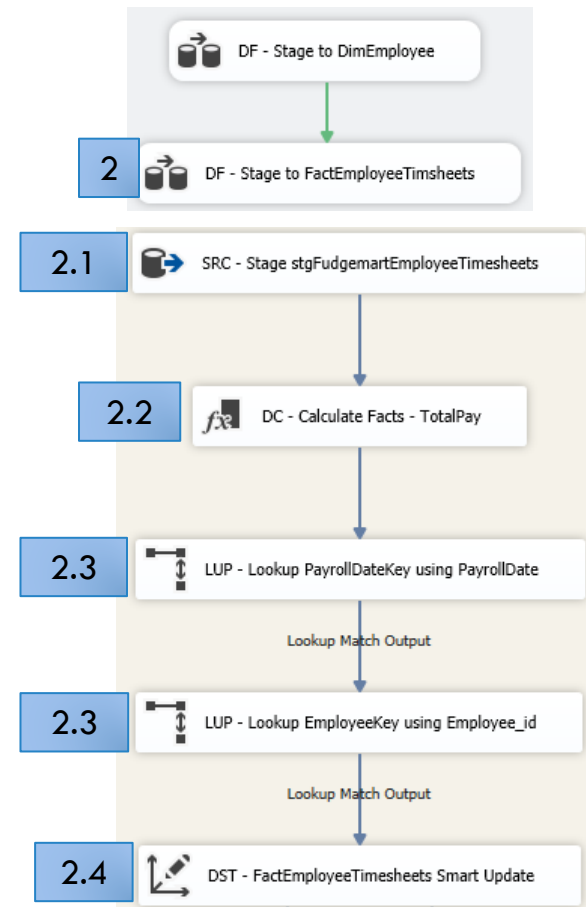 DF - Stage to DimEmployee
2
DF - Stage to FactEmployeeTimsheets
2.1
SRC - Stage stgFudgemartEmployeeTimesheets
2.2
fx
DC - Calculate Facts - TotalPay
2.3
LUP - Lookup PayrollDateKey using PayrollDate
Lookup Match Output
2.3
LUP - Lookup EmployeeKey using Employee_id
Lookup Match Output
2.4
DST - FactEmployeeTimesheets Smart Update